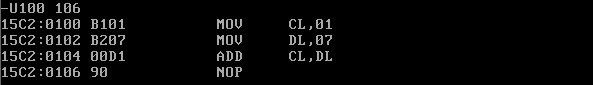 -U100 106
15C2:0100 B101          MOV     CL,01
15C2:0102 B207          MOV     DL,07
15C2:0104 00D1          ADD     CL,DL
15C2:0106 90            NOP